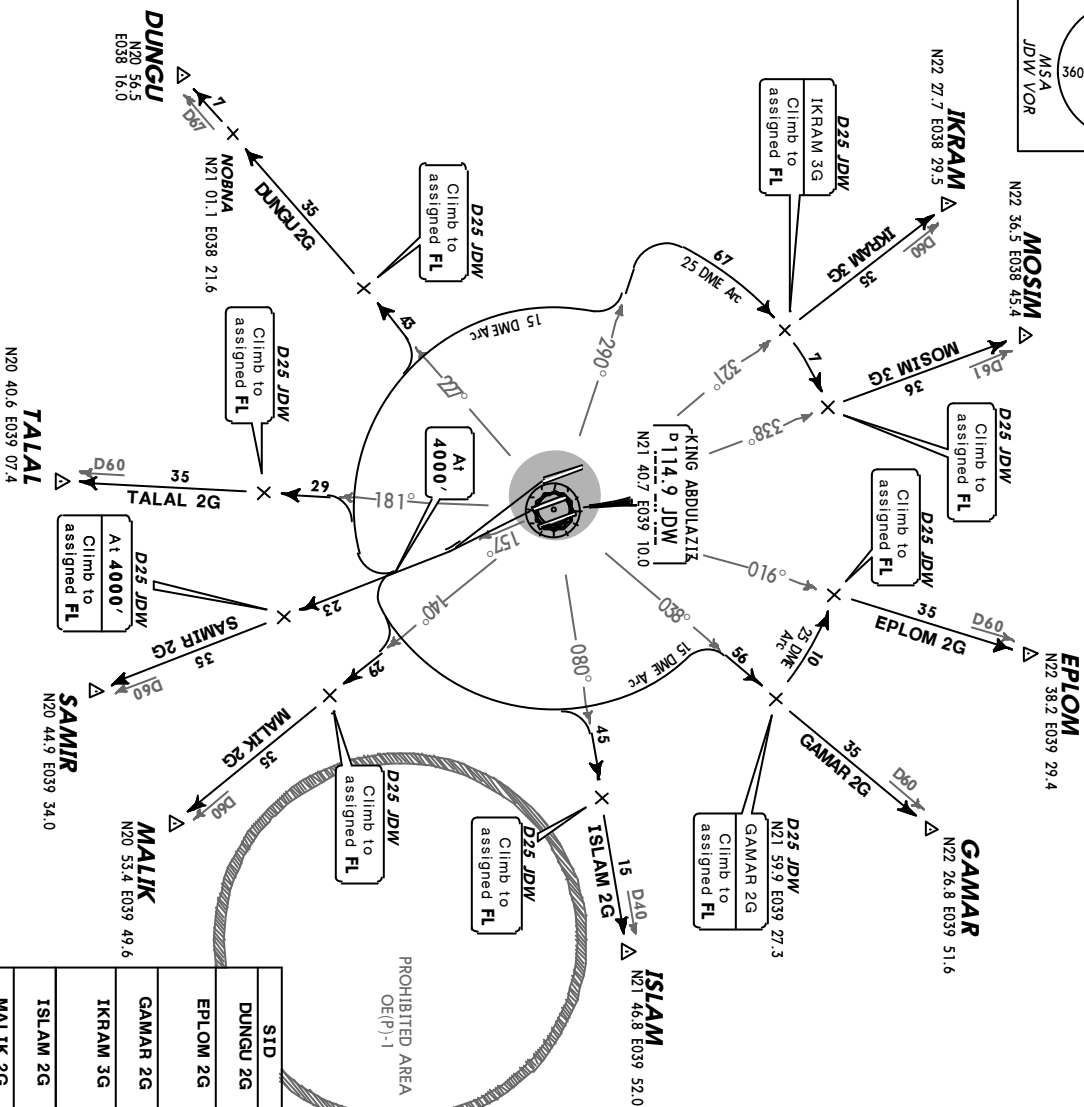 MSA
JDW VOR
360
IKRAM
N22 27.7 E038 29.5
MOSIM
N22 36.5 E038 45.4
EPLOM
N22 38.2 E039 29.4
GAMAR
N22 26.8 E039 51.6
ISLAM
N21 46.8 E039 52.0
MALIK
N20 53.4 E039 49.6
SAMIR
N20 44.9 E039 34.0
TALAL
N20 40.6 E039 07.4
DUNGU
N20 56.5
E038 16.0
NOBNA
N21 01.1 E038 21.6
D25 JDW
IKRAM 3G
Climb to
assigned FL
D60
IKRAM 3G
35
D61
MOSIM 3G
36
D25 JDW
Climb to
assigned FL
7
67
25 DME Arc
321°
338°
290°
KING ABDULAZIZ
D 114.9 JDW
N21 40.7 E039 10.0
D25 JDW
Climb to
assigned FL
016°
35
EPLOM 2G
D60
25 DME
Arc
10
038°
56
15 DME Arc
35
GAMAR 2G
D60
D25 JDW
N21 59.9 E039 27.3
GAMAR 2G
Climb to
assigned FL
080°
45
15
ISLAM 2G
D40
D25 JDW
Climb to
assigned FL
140°
29
MALIK 2G
35
D60
D25 JDW
Climb to
assigned FL
157°
At
4000'
23
SAMIR 2G
35
D60
D25 JDW
At 4000'
Climb to
assigned FL
181°
29
35
TALAL 2G
D60
D25 JDW
Climb to
assigned FL
15 DME Arc
227°
43
D25 JDW
Climb to
assigned FL
35
DUNGU 2G
7
D67
PROHIBITED AREA
OE(P)-1
SID
DUNGU 2G
EPLOM 2G
GAMAR 2G
IKRAM 3G
ISLAM 2G
MALIK 2G